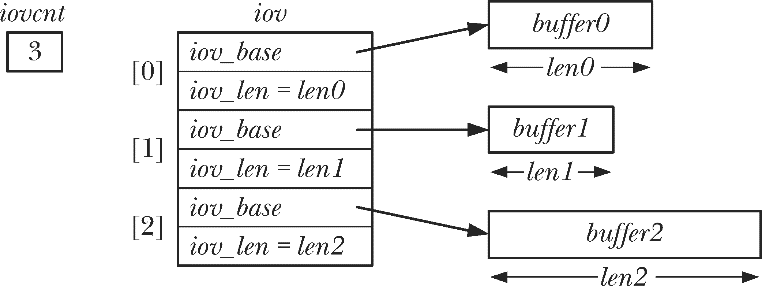 iovcnt
3
iov
[0]
iov_base
iov_len = len0
[1]
iov_base
iov_len = len1
[2]
iov_base
iov_len = len2
buffer0
len0
buffer1
len1
buffer2
len2